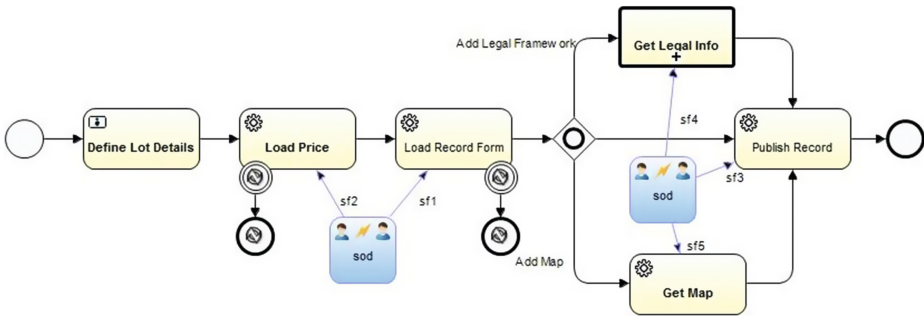 Add Legal Framework
Get Legal Info
Define Lot Details
Load Price
Load Record Form
Publish Record
sf4
sf3
sod
sf2
sf1
sod
sf5
Add Map
Get Map